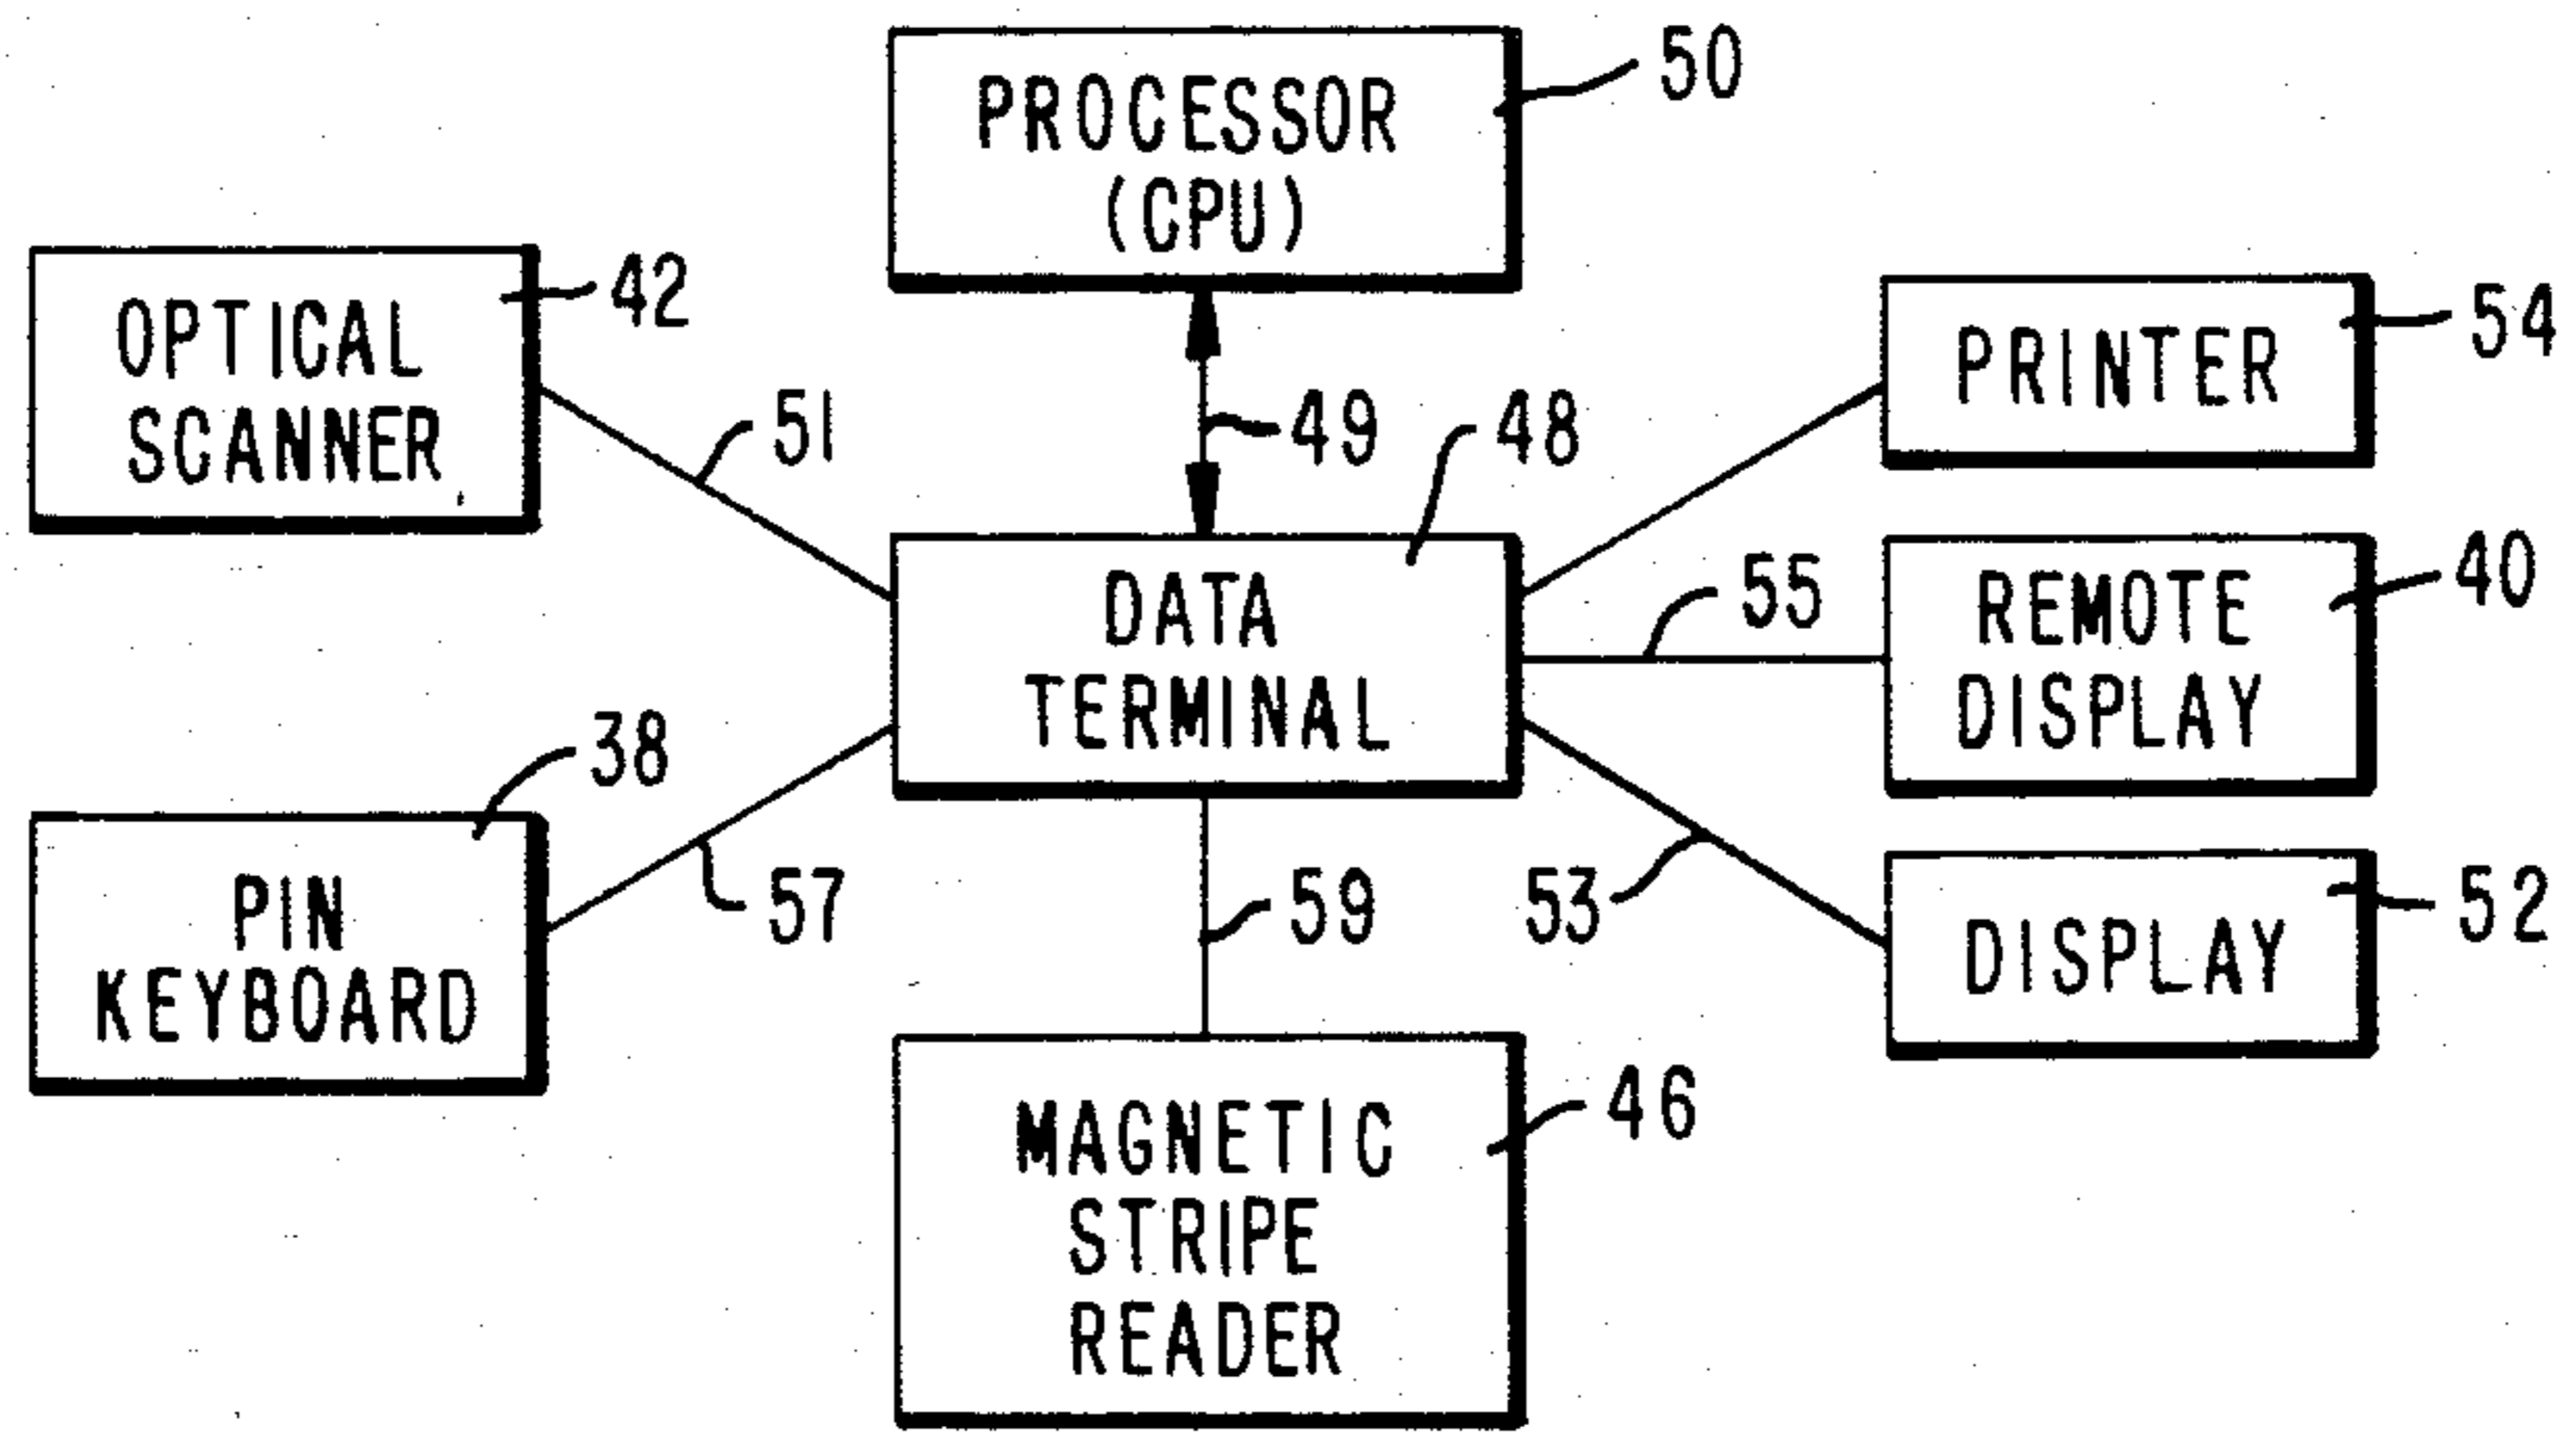 PROCESSOR
(CPU)
50
OPTICAL
SCANNER
42
PRINTER
54
51
49
48
DATA
TERMINAL
55
REMOTE
DISPLAY
40
38
PIN
KEYBOARD
57
59
53
DISPLAY
52
MAGNETIC
STRIPE
READER
46